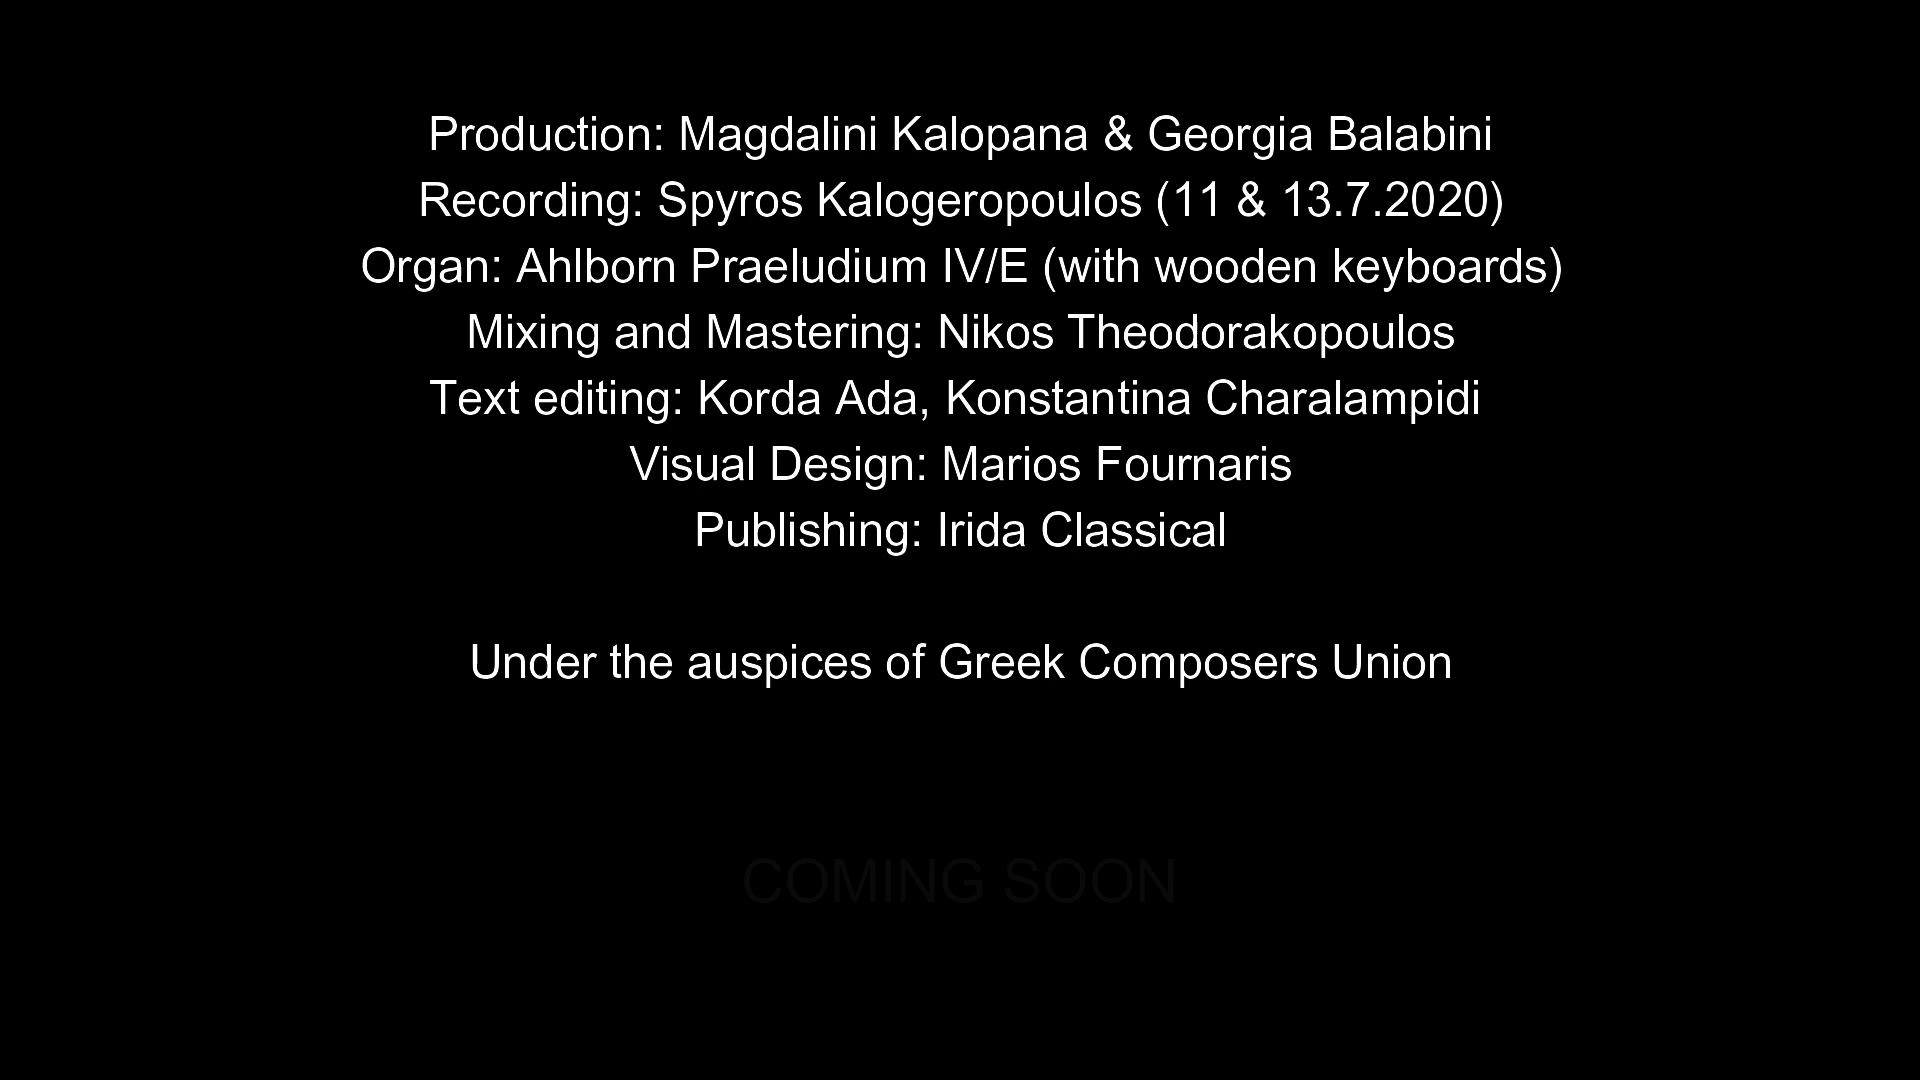 Production: Magdalini Kalopana & Georgia Balabini
Recording: Spyros Kalogeropoulos (11 & 13.7.2020)
Organ: Ahlborn Praeludium IV/E (with wooden keyboards)
Mixing and Mastering: Nikos Theodorakopoulos
Text editing: Korda Ada, Konstantina Charalampidi
Visual Design: Marios Fournaris
Publishing: Irida Classical
Under the auspices of Greek Composers Union
COMING SOON